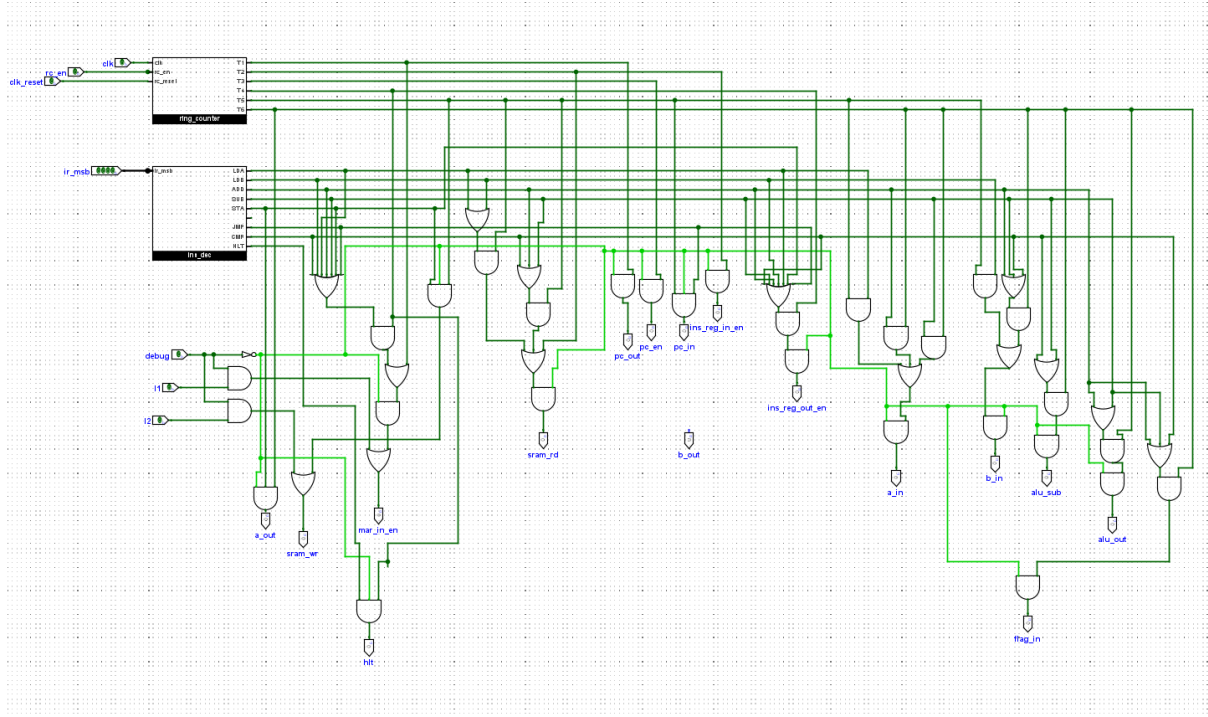 clk
rc_en
clk_reset
clk
rc_en
T1
T2
T3
T4
T5
T6
ring_counter
ir_msb
ir_msb
LDA
LDB
ADD
SUB
STA
JMP
CMP
HLT
ins_dec
debug
I1
I2
pc_out
pc_en
pc_in
ins_reg_in_en
ins_reg_out_en
sram_rd
b_out
a_in
b_in
alu_sub
alu_out
a_out
sram_wr
mar_in_en
flag_in
hlt